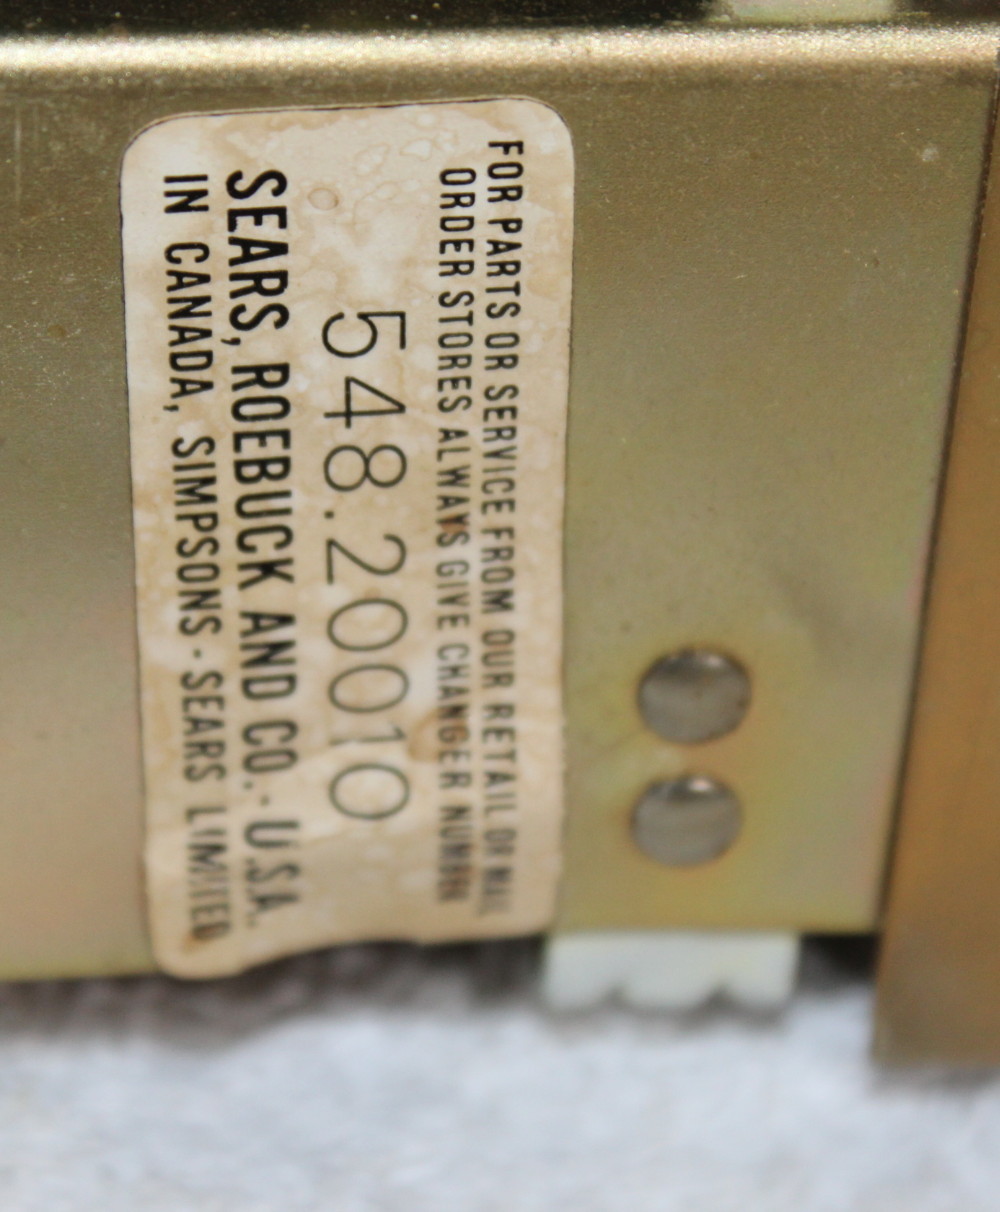 FOR PARTS OR SERVICE FROM OUR RETAIL OR MAIL
ORDER STORES ALWAYS GIVE CHANGER NUMBER
548.20010
SEARS, ROEBUCK AND CO. - U.S.A.
IN CANADA, SIMPSONS - SEARS LIMITED